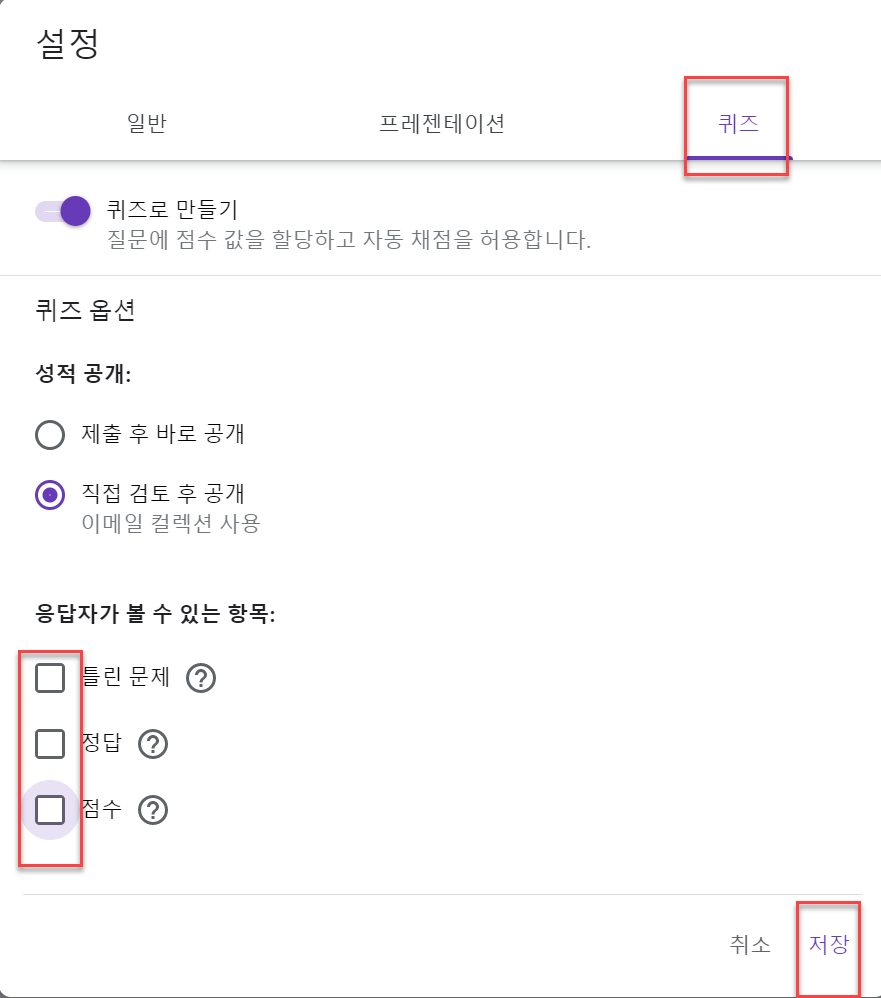 설정
일반 프레젠테이션 퀴즈
퀴즈로 만들기
질문에 점수 값을 할당하고 자동 채점을 허용합니다.
퀴즈 옵션
성적 공개:
제출 후 바로 공개
직접 검토 후 공개
이메일 컬렉션 사용
응답자가 볼 수 있는 항목:
틀린 문제 ?
정답 ?
점수 ?
취소 저장